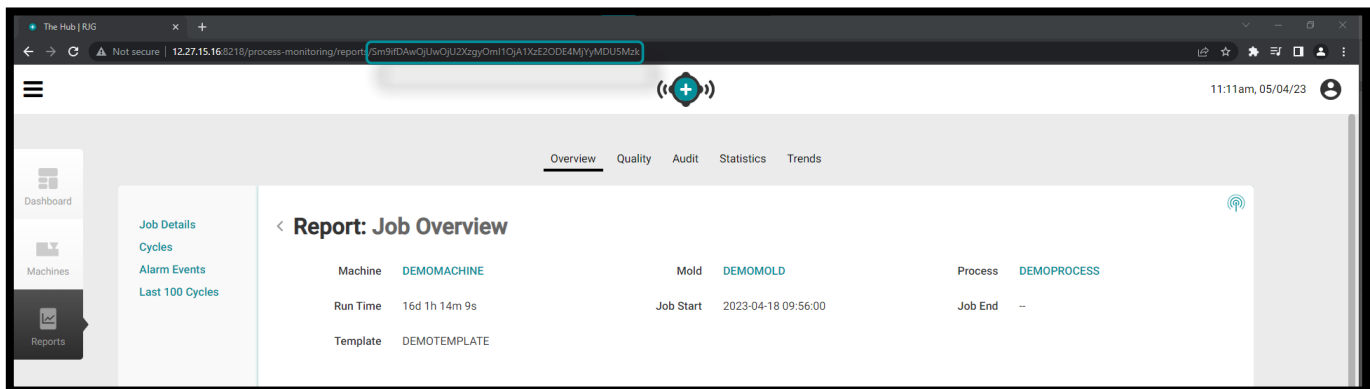 The Hub | RJG
Not secure | 12.27.15.16:8218/process-monitoring/reports/Sm9ifDAwOjUwOjU2XzgyOmI1OjA1XzE2ODE4MjYyMDU5Mzk
11:11am, 05/04/23
Overview Quality Audit Statistics Trends
Dashboard
Machines
Reports
Job Details
Cycles
Alarm Events
Last 100 Cycles
< Report: Job Overview
Machine DEMOMACHINE Mold DEMOMOLD Process DEMOPROCESS
Run Time 16d 1h 14m 9s Job Start 2023-04-18 09:56:00 Job End --
Template DEMOTEMPLATE